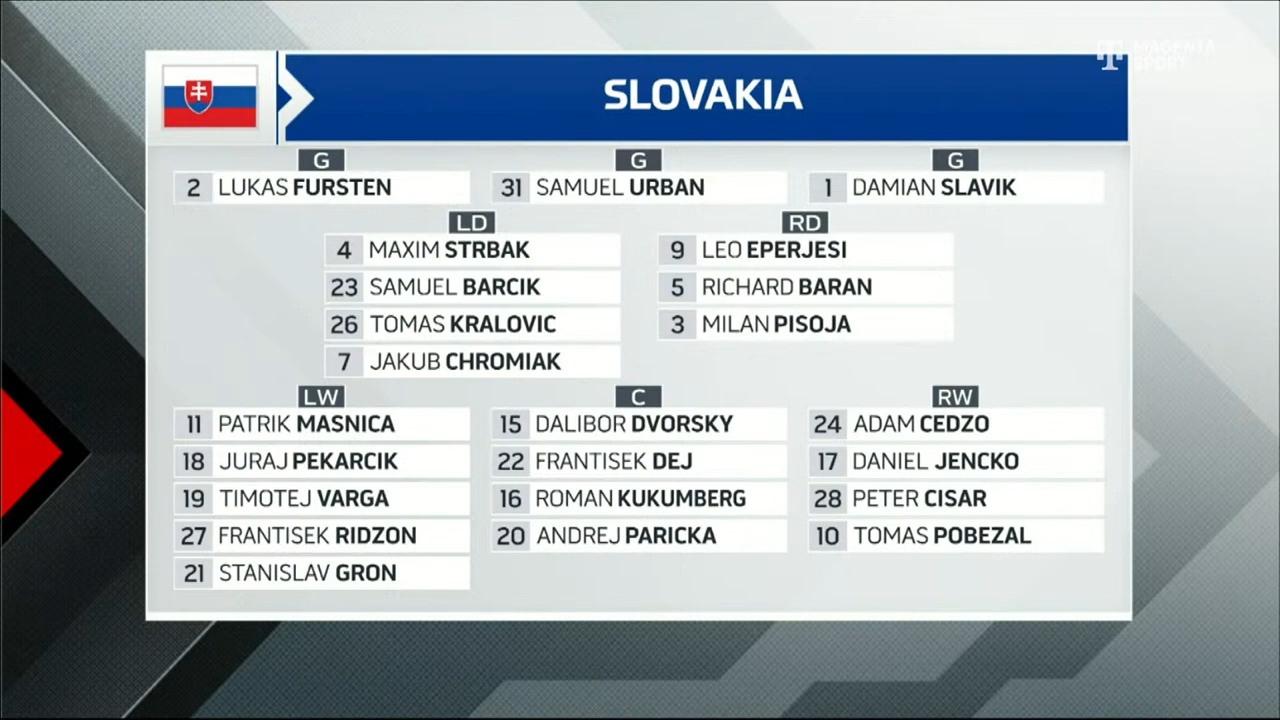 MAGENTA
SPORT
SLOVAKIA
G G G
2 LUKAS FURSTEN 31 SAMUEL URBAN 1 DAMIAN SLAVIK
LD RD
4 MAXIM STRBAK 9 LEO EPERJESI
23 SAMUEL BARCIK 5 RICHARD BARAN
26 TOMAS KRALOVIC 3 MILAN PISOJA
7 JAKUB CHROMIAK
LW C RW
11 PATRIK MASNICA 15 DALIBOR DVORSKY 24 ADAM CEDZO
18 JURAJ PEKARCIK 22 FRANTISEK DEJ 17 DANIEL JENCKO
19 TIMOTEJ VARGA 16 ROMAN KUKUMBERG 28 PETER CISAR
27 FRANTISEK RIDZON 20 ANDREJ PARICKA 10 TOMAS POBEZAL
21 STANISLAV GRON